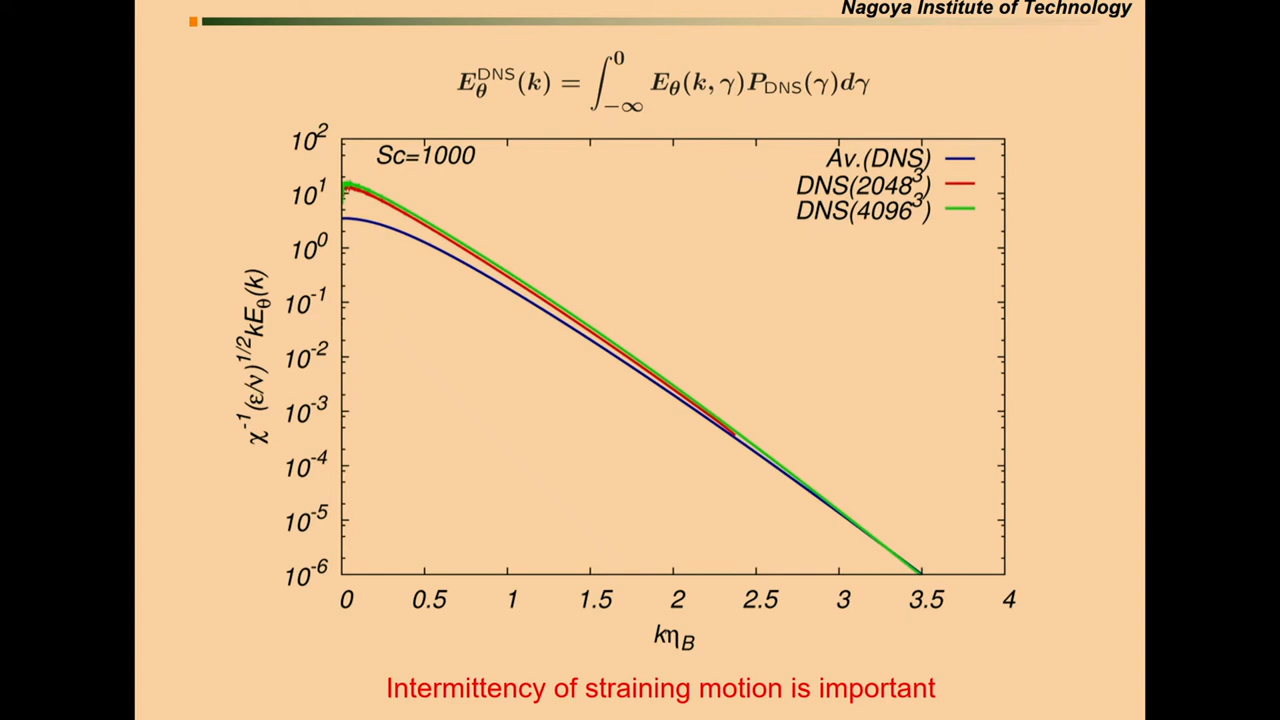 Nagoya Institute of Technology
E_θ^DNS(k) = ∫_{−∞}^{0} E_θ(k, γ)P_DNS(γ)dγ
Sc=1000
Av.(DNS)
DNS(2048³)
DNS(4096³)
10²
10¹
10⁰
10⁻¹
10⁻²
10⁻³
10⁻⁴
10⁻⁵
10⁻⁶
χ⁻¹(ε/ν)^1/2 kE_θ(k)
0 0.5 1 1.5 2 2.5 3 3.5 4
kη_B
Intermittency of straining motion is important